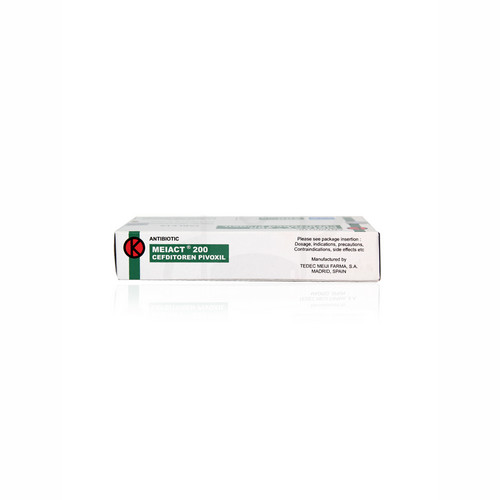 K
ANTIBIOTIC
MEIACT ® 200
CEFDITOREN PIVOXIL
Please see package insertion :
Dosage, indications, precautions,
Contraindications, side effects etc
Manufactured by
TEDEC MEIJI FARMA, S.A.
MADRID, SPAIN